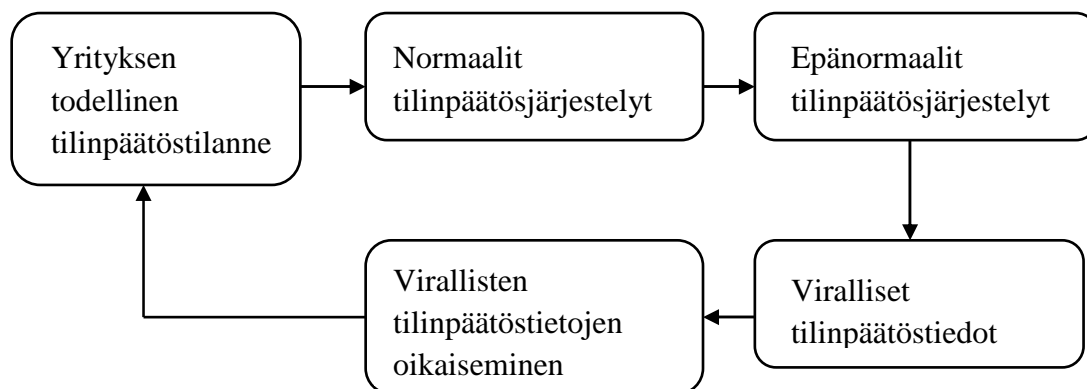 Yrityksen
todellinen
tilinpäätöstilanne
Normaalit
tilinpäätösjärjestelyt
Epänormaalit
tilinpäätösjärjestelyt
Viralliset
tilinpäätöstiedot
Virallisten
tilinpäätöstietojen
oikaiseminen